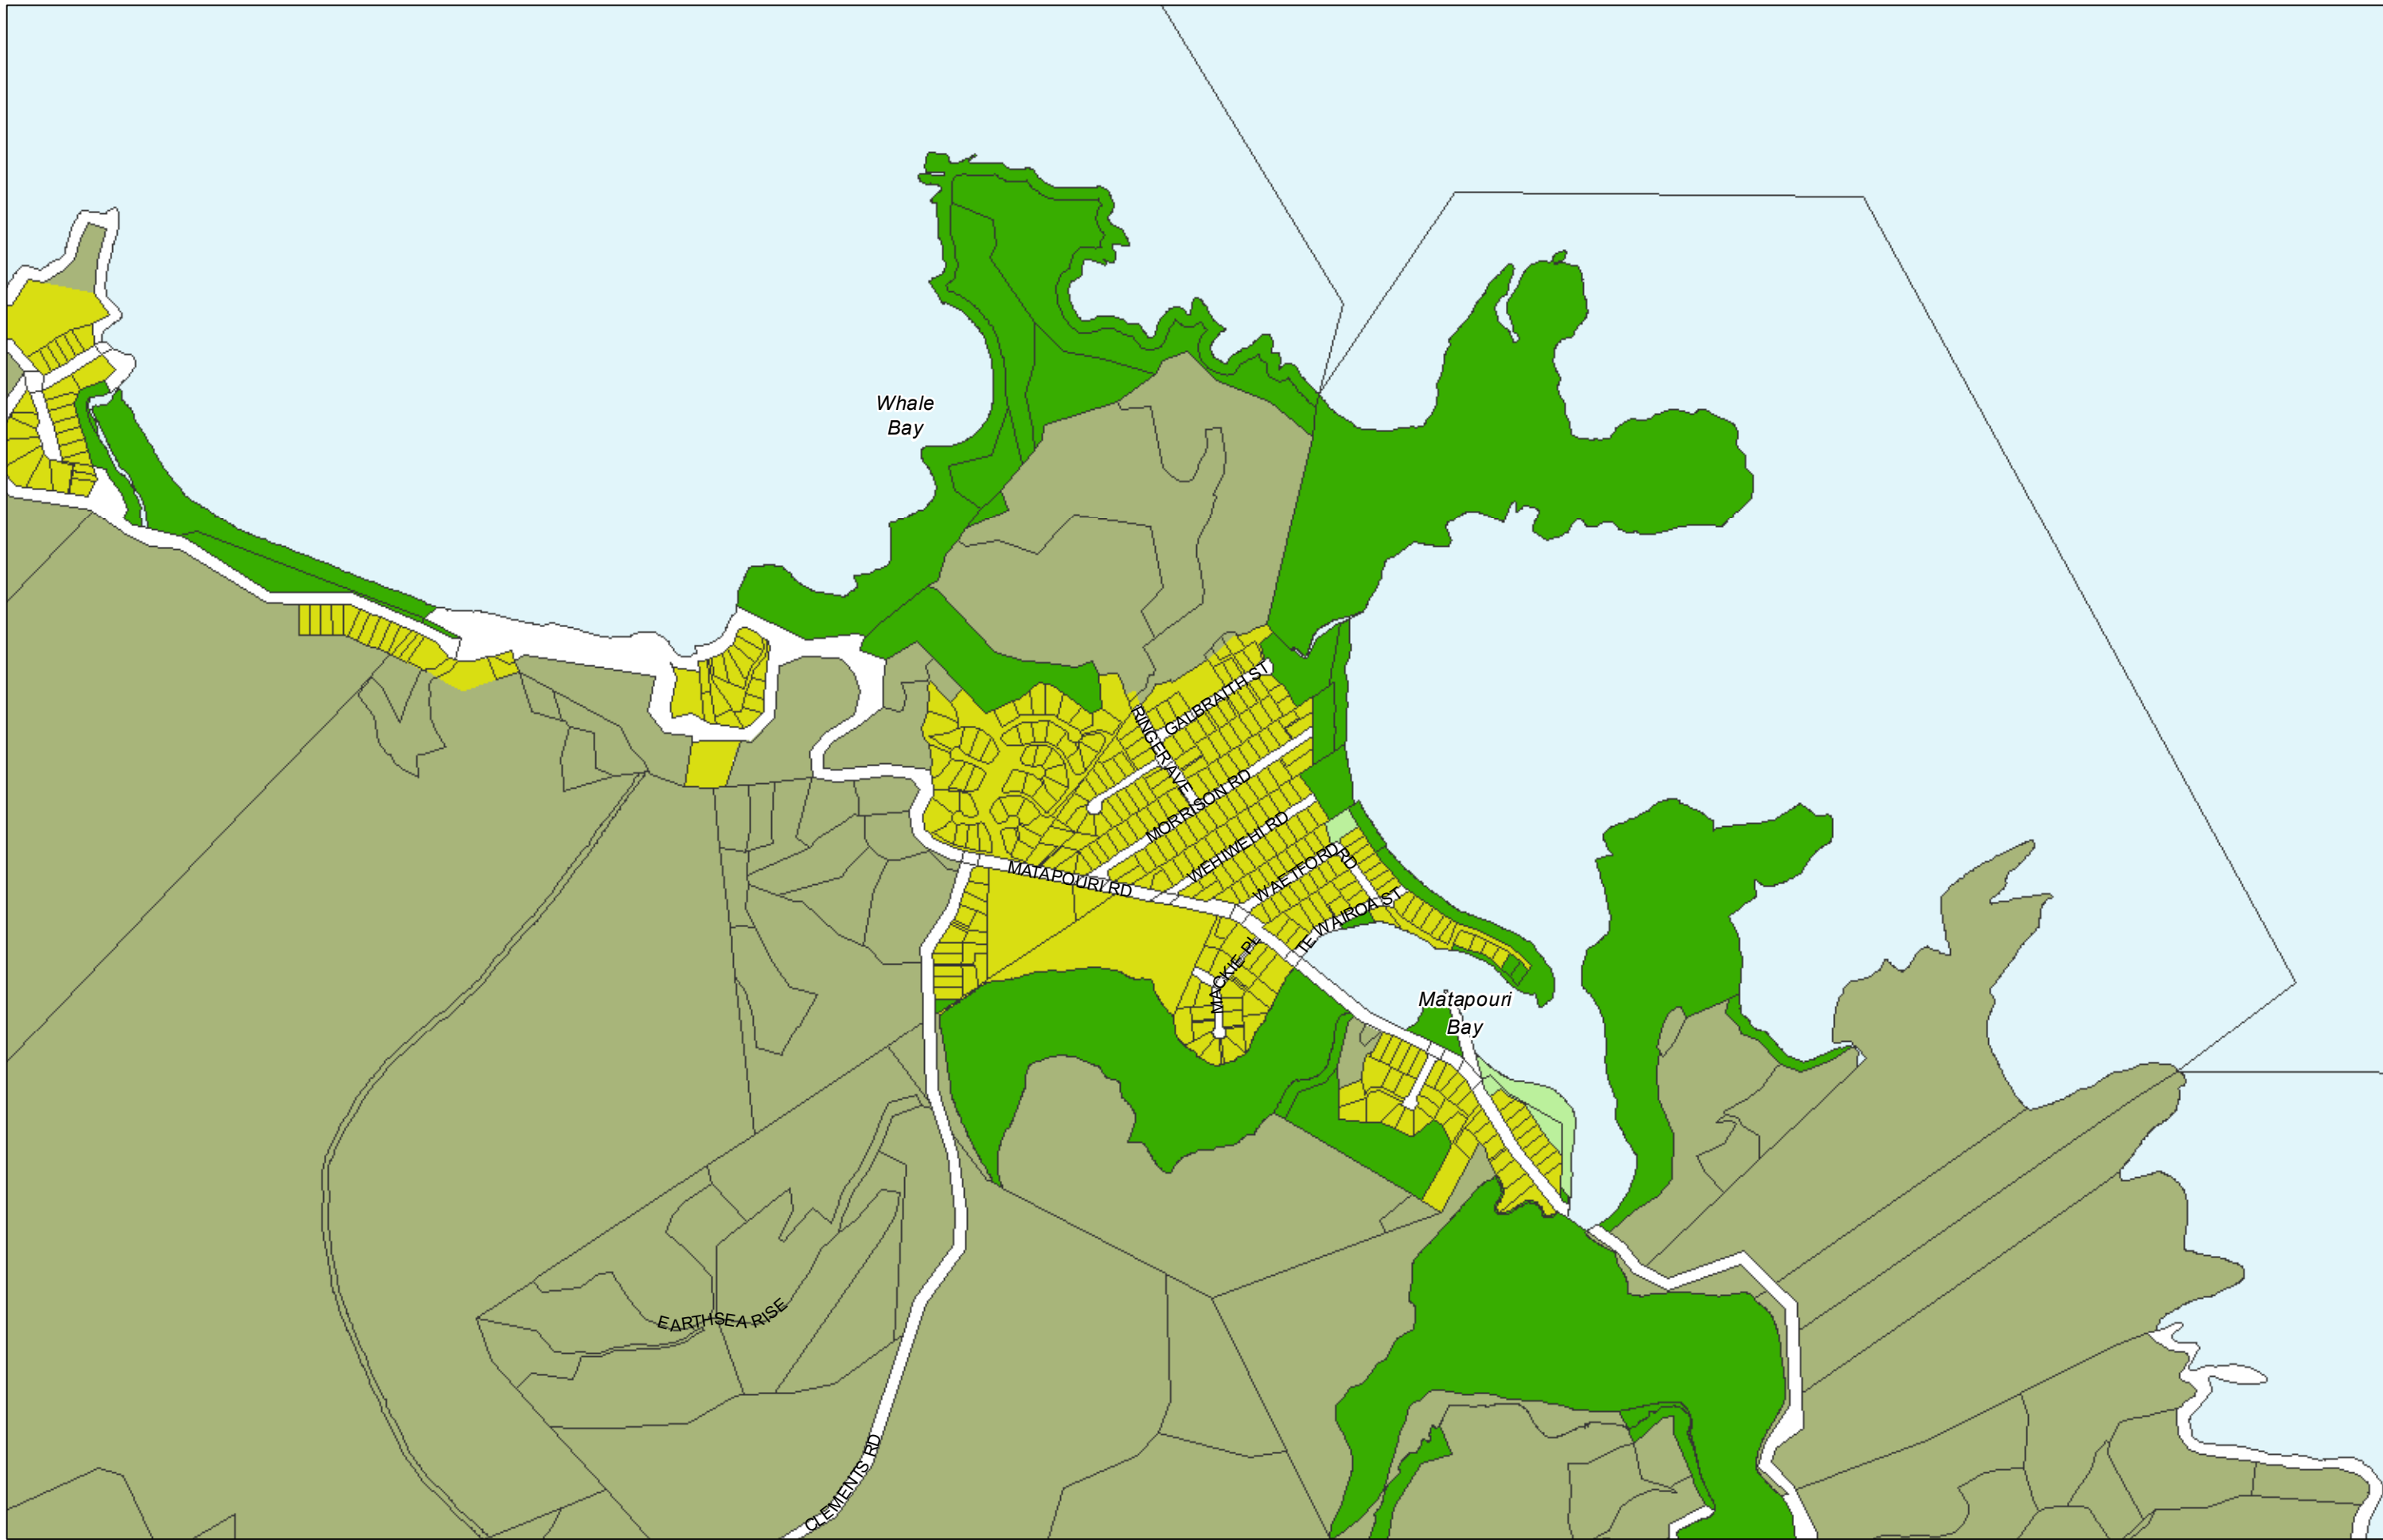 Whale
Bay
GALBRAITH ST
RINGER AVE
MORRISON RD
WEHIWEHI RD
WAETFORD RD
MATAPOURI RD
TE WAIROA ST
MACKIE PL
Matapouri
Bay
EARTHSEA RISE
CLEMENTS RD